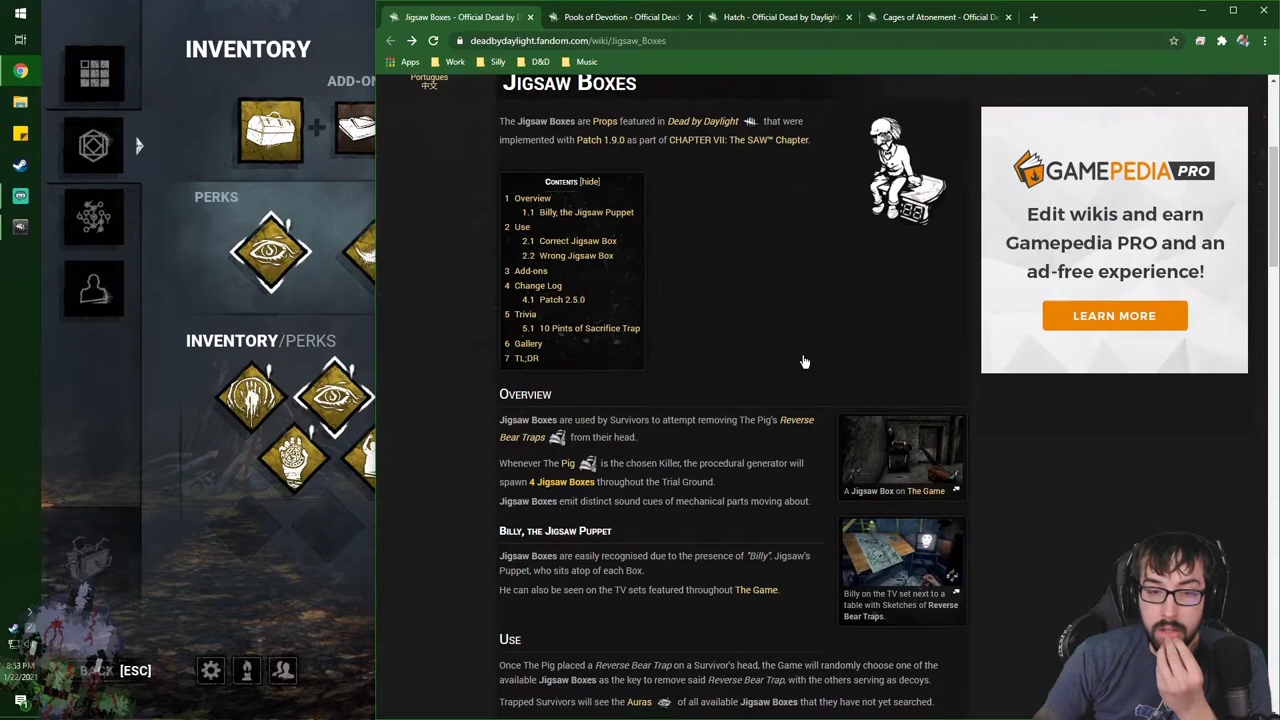 Jigsaw Boxes - Official Dead by D
Pools of Devotion - Official Dead
Hatch - Official Dead by Daylight
Cages of Atonement - Official De
deadbydaylight.fandom.com/wiki/Jigsaw_Boxes
Apps
Work
Silly
D&D
Music
INVENTORY
ADD-ON
PERKS
INVENTORY/PERKS
BACK [ESC]
8:53 PM
1/22/2021
Português
中文
JIGSAW BOXES
The Jigsaw Boxes are Props featured in Dead by Daylight that were
implemented with Patch 1.9.0 as part of CHAPTER VII: The SAW™ Chapter.
CONTENTS [hide]
1 Overview
1.1 Billy, the Jigsaw Puppet
2 Use
2.1 Correct Jigsaw Box
2.2 Wrong Jigsaw Box
3 Add-ons
4 Change Log
4.1 Patch 2.5.0
5 Trivia
5.1 10 Pints of Sacrifice Trap
6 Gallery
7 TL;DR
OVERVIEW
Jigsaw Boxes are used by Survivors to attempt removing The Pig's Reverse
Bear Traps from their head.
Whenever The Pig is the chosen Killer, the procedural generator will
spawn 4 Jigsaw Boxes throughout the Trial Ground.
Jigsaw Boxes emit distinct sound cues of mechanical parts moving about.
A Jigsaw Box on The Game
BILLY, THE JIGSAW PUPPET
Jigsaw Boxes are easily recognised due to the presence of "Billy", Jigsaw's
Puppet, who sits atop of each Box.
He can also be seen on the TV sets featured throughout The Game.
Billy on the TV set next to a
table with Sketches of Reverse
Bear Traps.
USE
Once The Pig placed a Reverse Bear Trap on a Survivor's head, the Game will randomly choose one of the
available Jigsaw Boxes as the key to remove said Reverse Bear Trap, with the others serving as decoys.
Trapped Survivors will see the Auras of all available Jigsaw Boxes that they have not yet searched.
GAMEPEDIA PRO
Edit wikis and earn
Gamepedia PRO and an
ad-free experience!
LEARN MORE